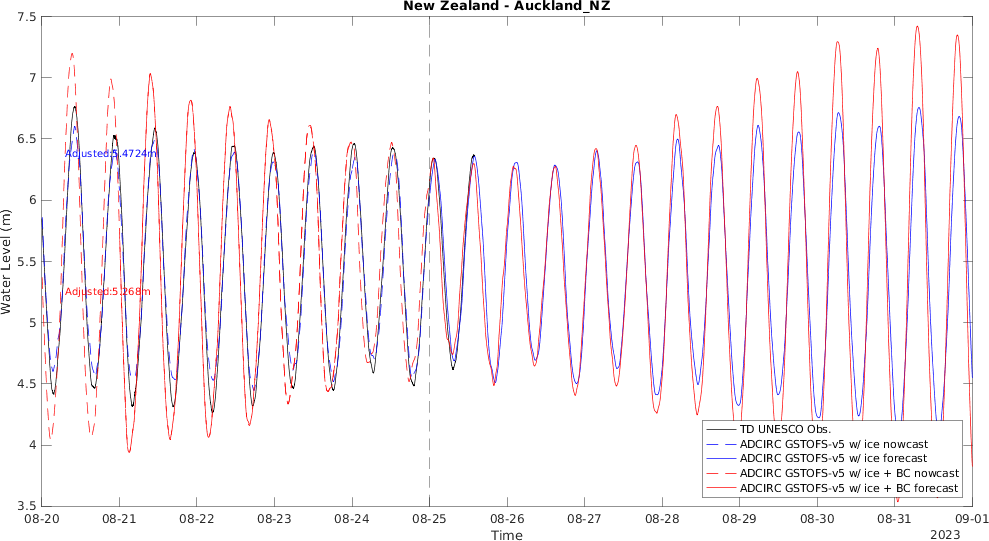 New Zealand - Auckland_NZ
Water Level (m)
7.5
7
6.5
6
5.5
5
4.5
4
3.5
Adjusted:5.4724m
Adjusted:5.268m
TD UNESCO Obs.
ADCIRC GSTOFS-v5 w/ ice nowcast
ADCIRC GSTOFS-v5 w/ ice forecast
ADCIRC GSTOFS-v5 w/ ice + BC nowcast
ADCIRC GSTOFS-v5 w/ ice + BC forecast
08-20 08-21 08-22 08-23 08-24 08-25 08-26 08-27 08-28 08-29 08-30 08-31 09-01
Time
2023